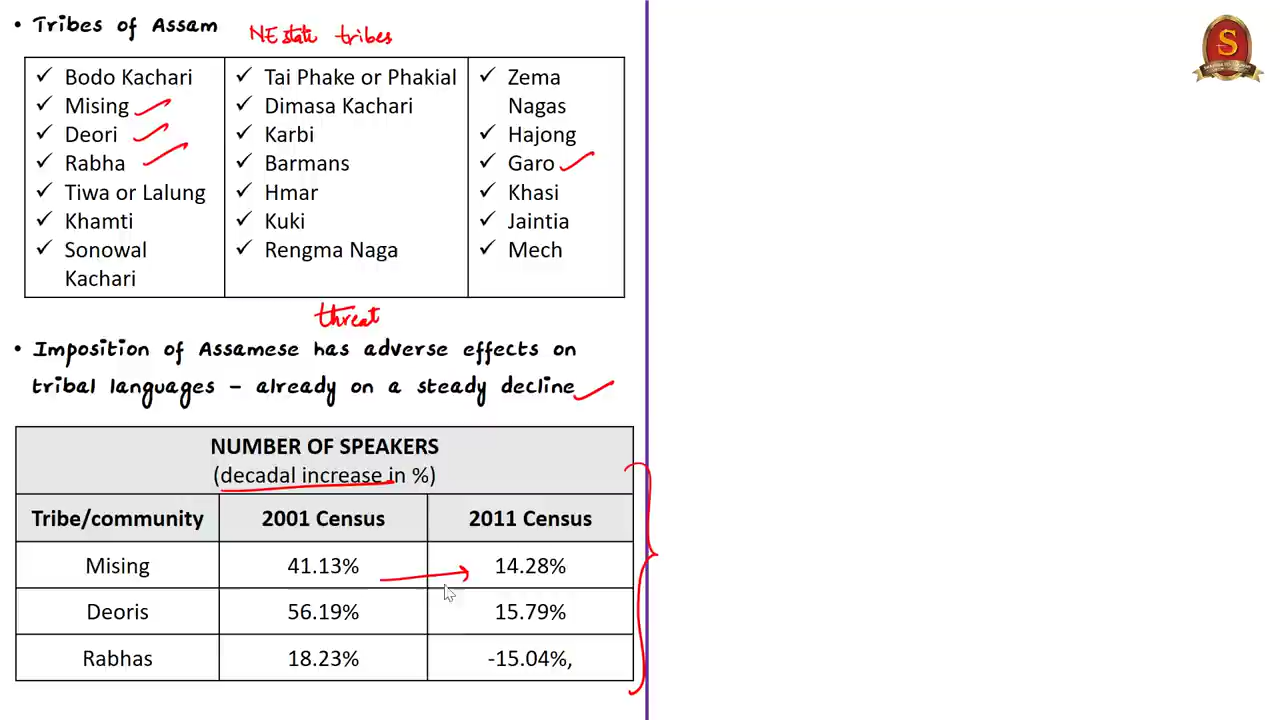 • Tribes of Assam
NE state tribes
✓ Bodo Kachari
✓ Mising
✓ Deori
✓ Rabha
✓ Tiwa or Lalung
✓ Khamti
✓ Sonowal
Kachari
✓ Tai Phake or Phakial
✓ Dimasa Kachari
✓ Karbi
✓ Barmans
✓ Hmar
✓ Kuki
✓ Rengma Naga
✓ Zema
Nagas
✓ Hajong
✓ Garo
✓ Khasi
✓ Jaintia
✓ Mech
threat
• Imposition of Assamese has adverse effects on
tribal languages – already on a steady decline
NUMBER OF SPEAKERS
(decadal increase in %)
Tribe/community 2001 Census 2011 Census
Mising 41.13% 14.28%
Deoris 56.19% 15.79%
Rabhas 18.23% -15.04%,
S